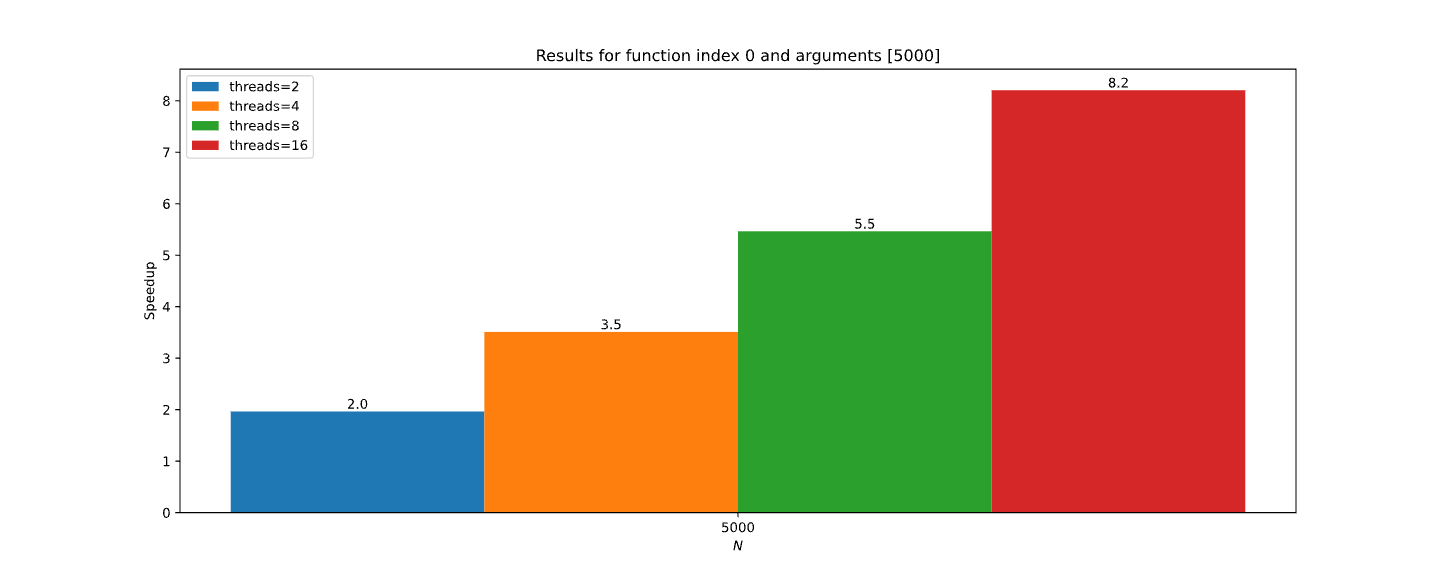 Results for function index 0 and arguments [5000]
threads=2
threads=4
threads=8
threads=16
Speedup
8
7
6
5
4
3
2
1
0
2.0
3.5
5.5
8.2
5000
N